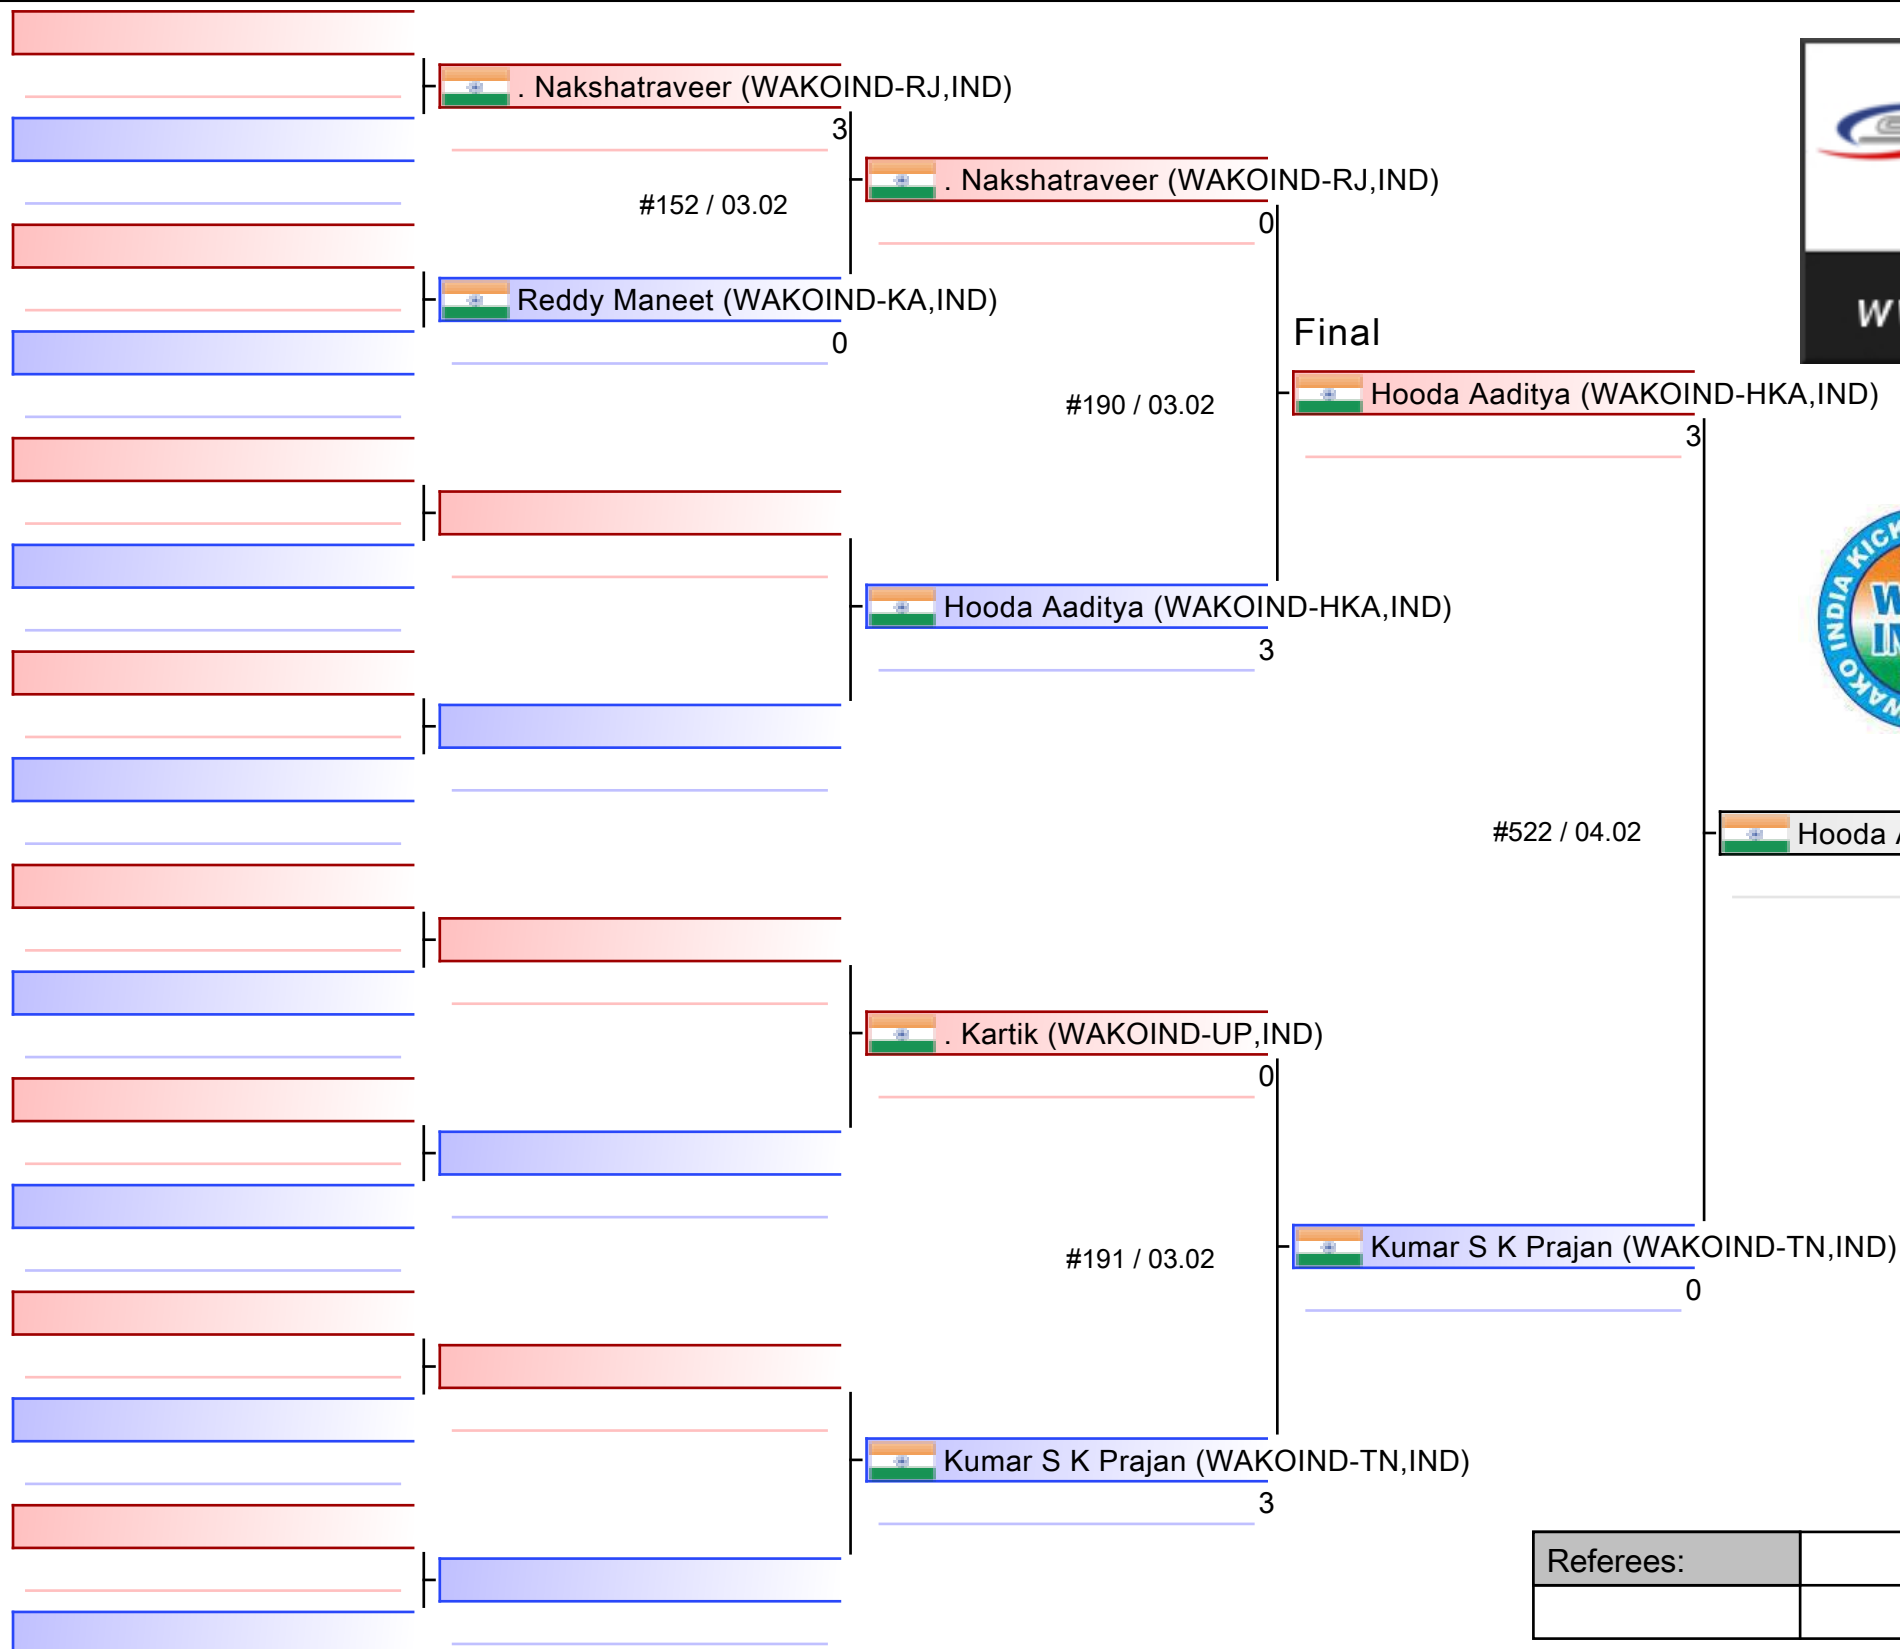 . Nakshatraveer (WAKOIND-RJ,IND)
3
. Nakshatraveer (WAKOIND-RJ,IND)
#152 / 03.02
0
Reddy Maneet (WAKOIND-KA,IND)
0
Final
Hooda Aaditya (WAKOIND-HKA,IND)
#190 / 03.02
3
Hooda Aaditya (WAKOIND-HKA,IND)
3
WAKO INDIA KICK
#522 / 04.02
Hooda
. Kartik (WAKOIND-UP,IND)
0
#191 / 03.02
Kumar S K Prajan (WAKOIND-TN,IND)
0
Kumar S K Prajan (WAKOIND-TN,IND)
3
Referees: